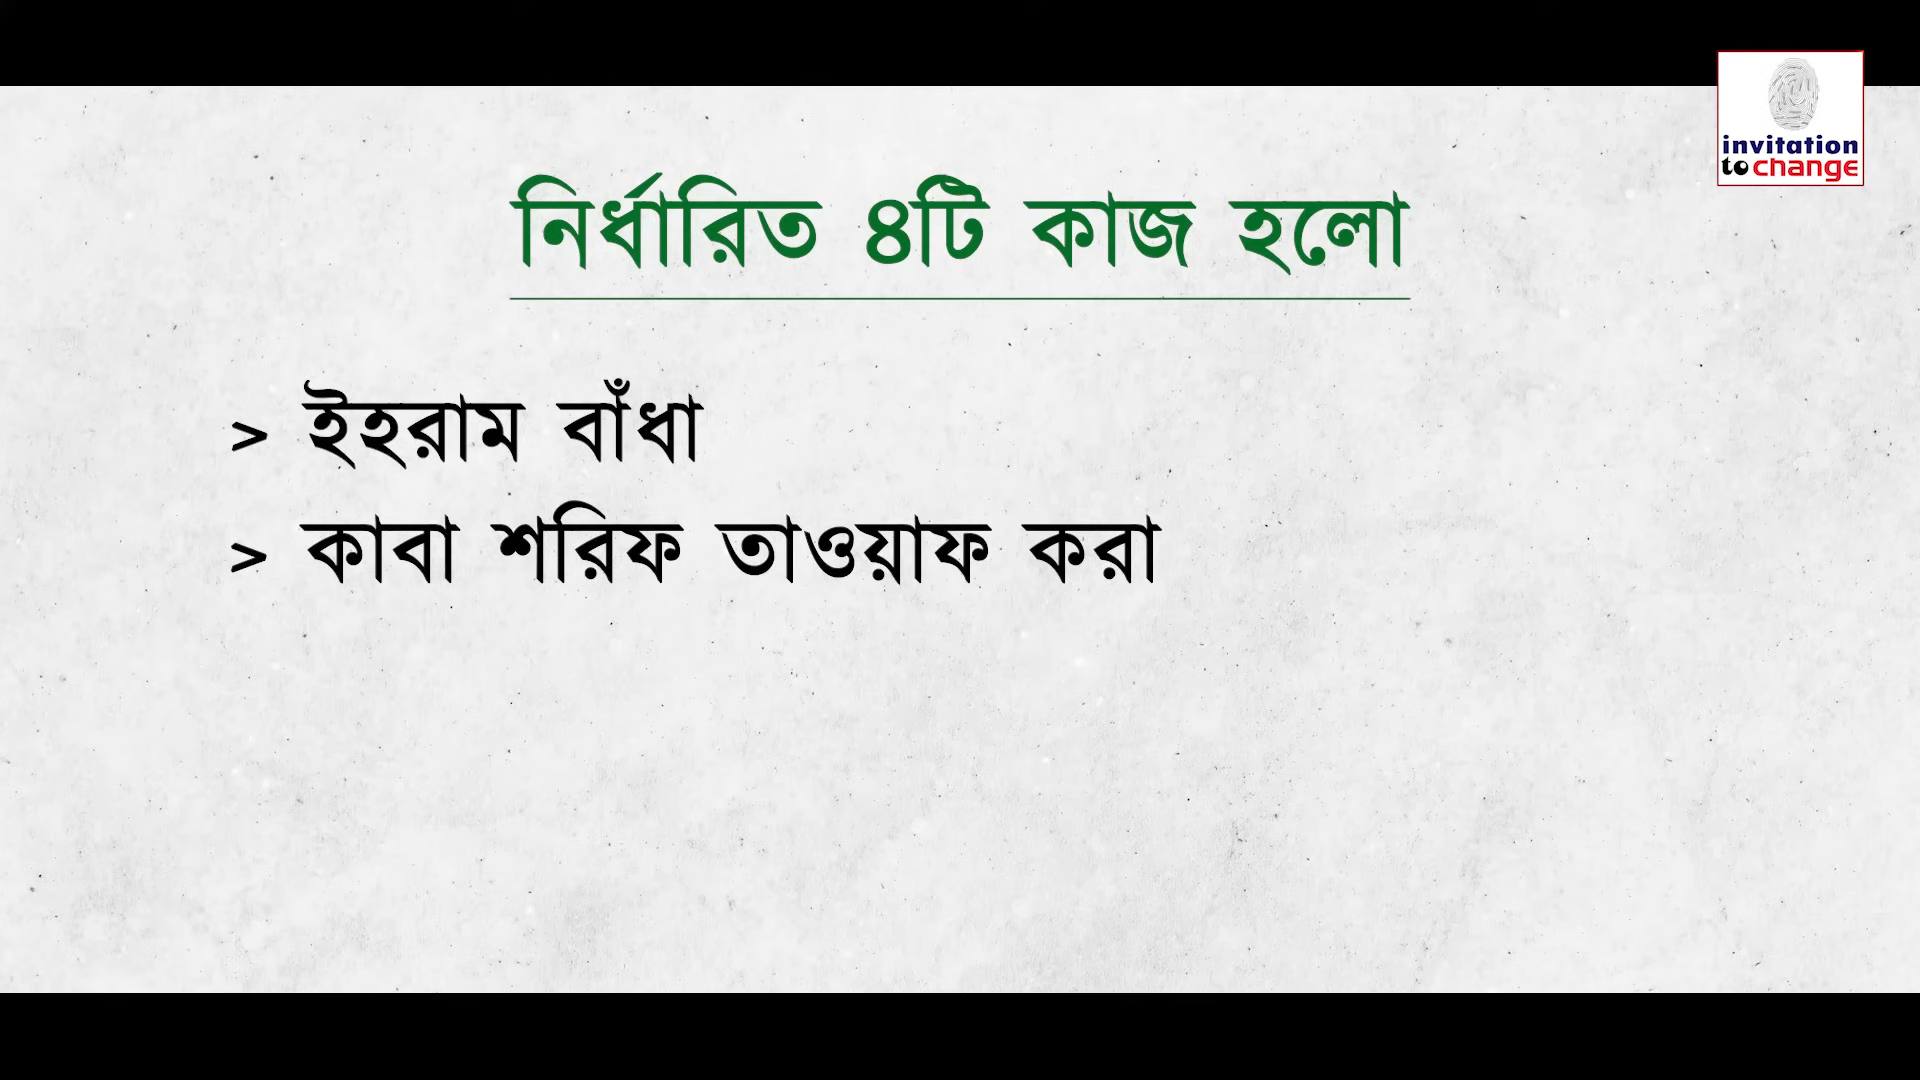 invitation
to change
নির্ধারিত ৪টি কাজ হলো
> ইহরাম বাঁধা
> কাবা শরিফ তাওয়াফ করা